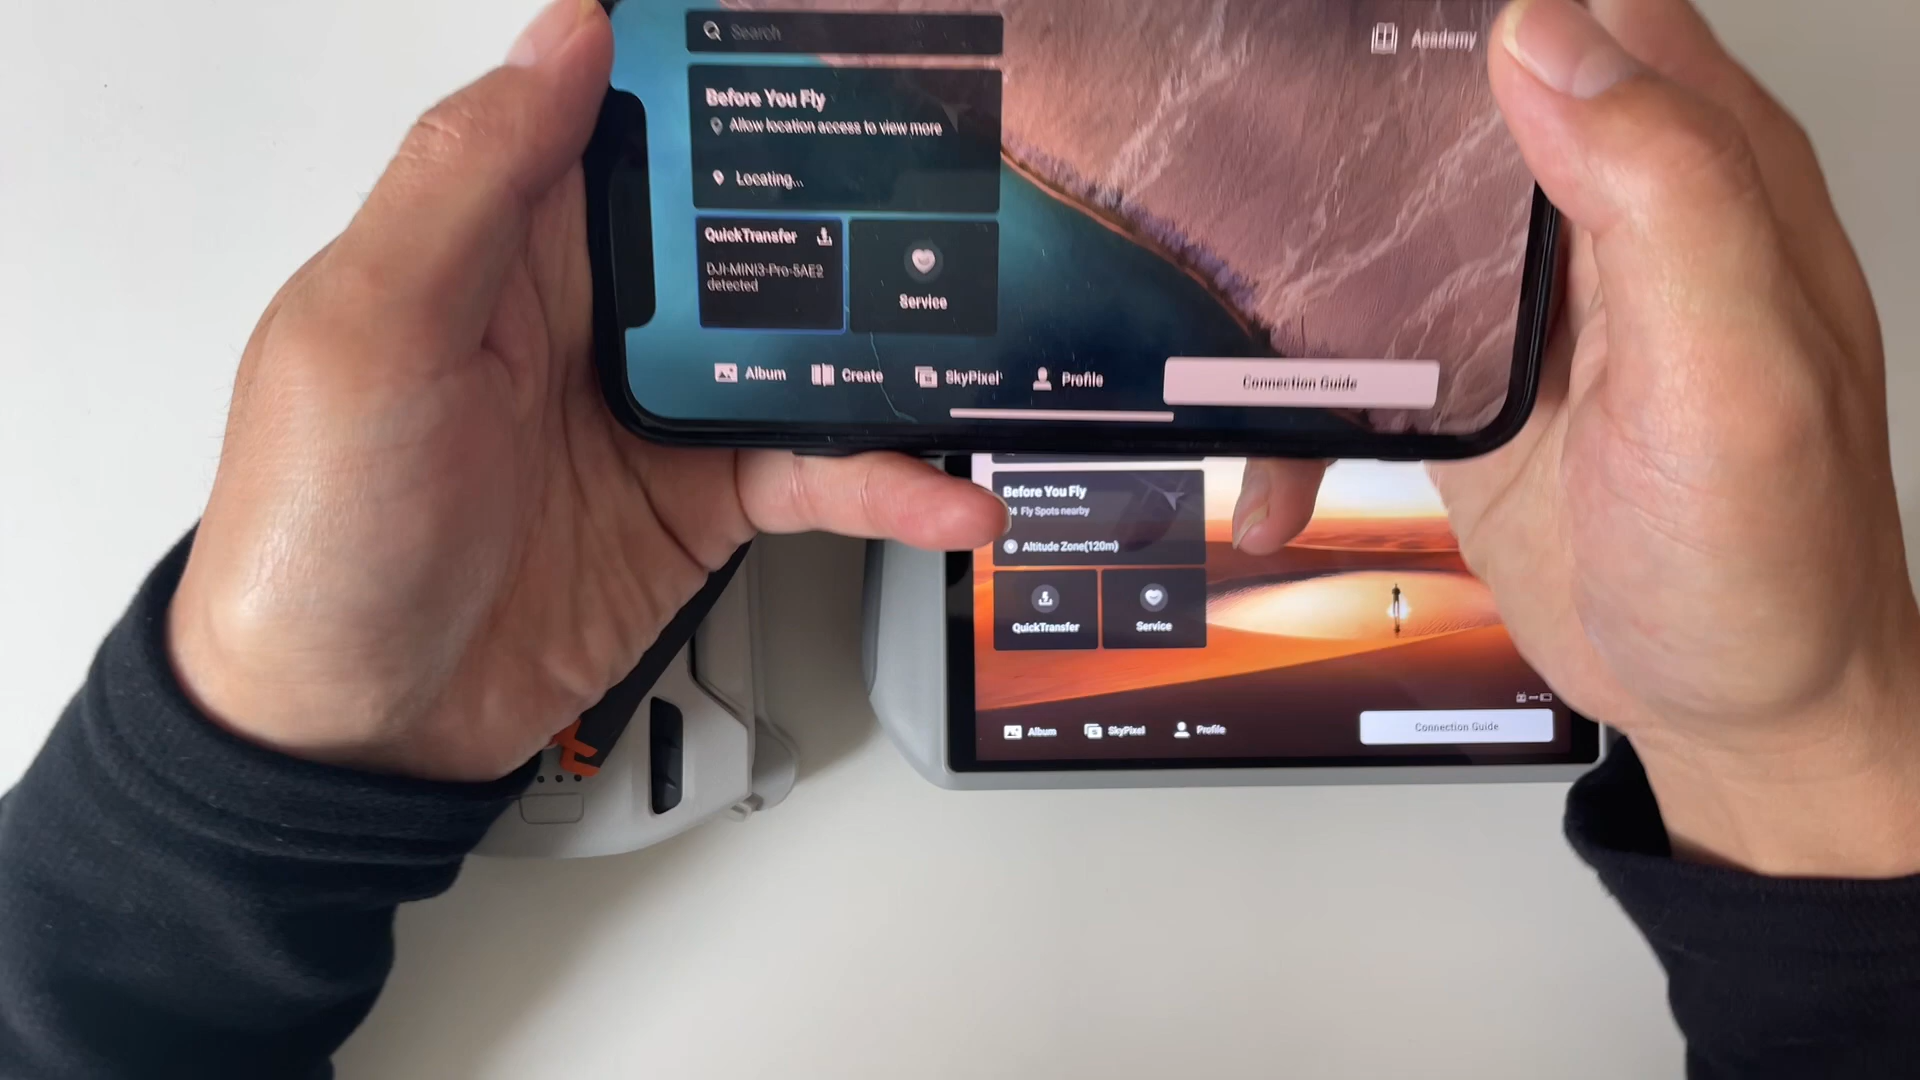 Search
Academy
Before You Fly
Allow location access to view more
Locating...
QuickTransfer
DJI-MINI3-Pro-5AE2
detected
Service
Album
Create
SkyPixel
Profile
Connection Guide
Before You Fly
Fly Spots nearby
Altitude Zone(120m)
QuickTransfer
Service
Album
SkyPixel
Profile
Connection Guide